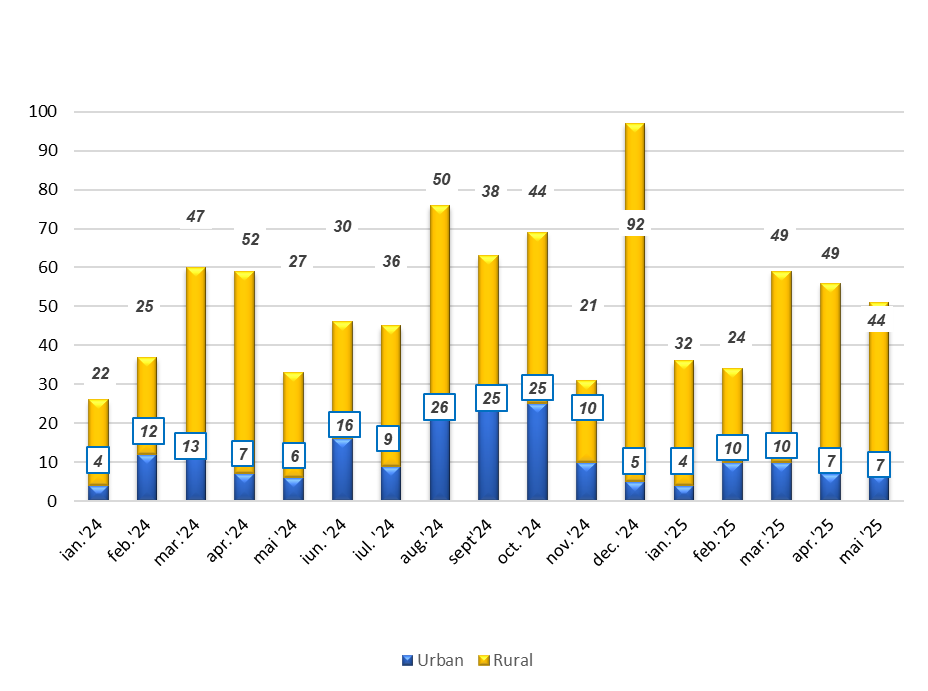 100
90
80
70
60
50
40
30
20
10
0
22
25
47
52
27
30
36
50
38
44
21
92
32
24
49
49
44
4
12
13
7
6
16
9
26
25
25
10
5
4
10
10
7
7
ian.'24
feb.'24
mar.'24
apr.'24
mai '24
iun.'24
iul.'24
aug.'24
sept'24
oct.'24
nov.'24
dec. '24
ian.'25
feb.'25
mar.'25
apr.'25
mai '25
Urban Rural